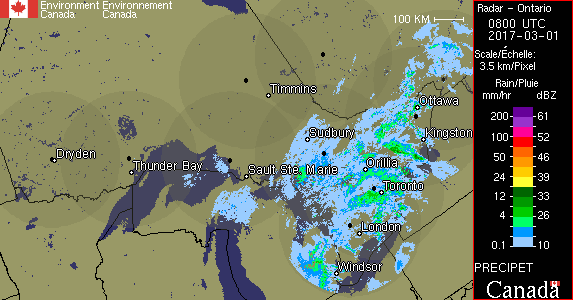 Environment Environnement
Canada Canada
100 KM
Timmins
Ottawa
Sudbury
Kingston
Dryden
Thunder Bay
Sault Ste. Marie
Orillia
Toronto
London
Windsor
Radar - Ontario
0800 UTC
2017-03-01
Scale/Échelle:
3.5 km/Pixel
Rain/Pluie
mm/hr dBZ
200 61
100 52
50 46
24 39
12 33
4 26
0.1 10
PRECIPET
Canada